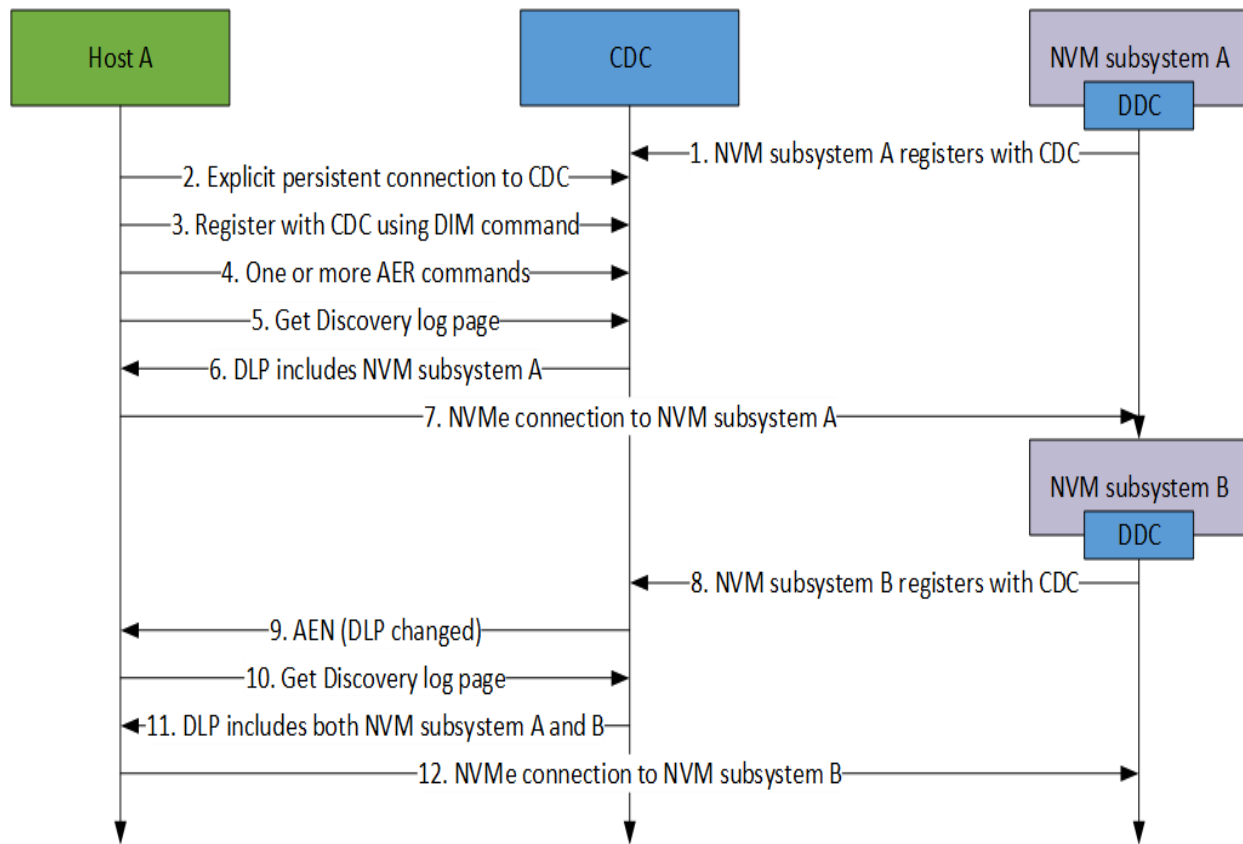 Host A
CDC
NVM subsystem A
DDC
1. NVM subsystem A registers with CDC
2. Explicit persistent connection to CDC
3. Register with CDC using DIM command
4. One or more AER commands
5. Get Discovery log page
6. DLP includes NVM subsystem A
7. NVMe connection to NVM subsystem A
NVM subsystem B
DDC
8. NVM subsystem B registers with CDC
9. AEN (DLP changed)
10. Get Discovery log page
11. DLP includes both NVM subsystem A and B
12. NVMe connection to NVM subsystem B